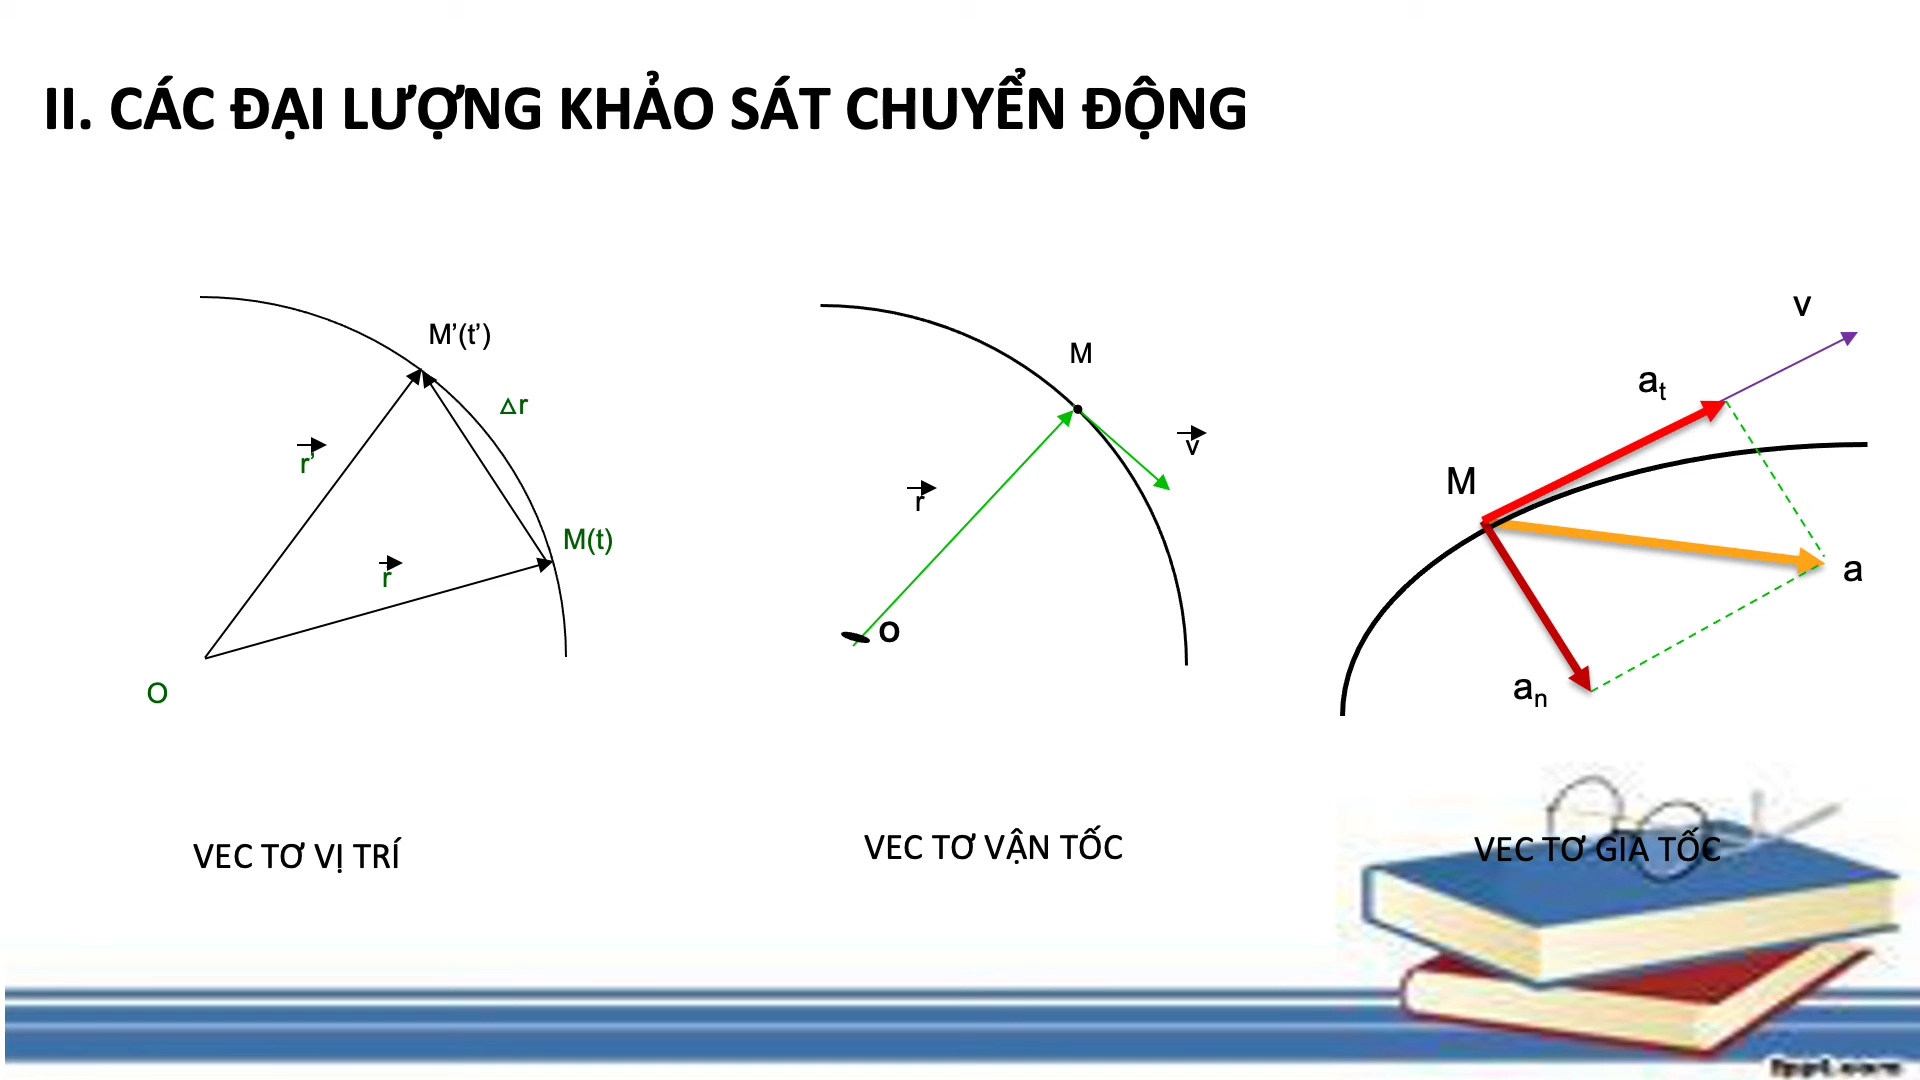 II. CÁC ĐẠI LƯỢNG KHẢO SÁT CHUYỂN ĐỘNG
M’(t’)
△r
r’
M(t)
r
O
VEC TƠ VỊ TRÍ
M
v
r
O
VEC TƠ VẬN TỐC
v
at
M
a
an
VEC TƠ GIA TỐC